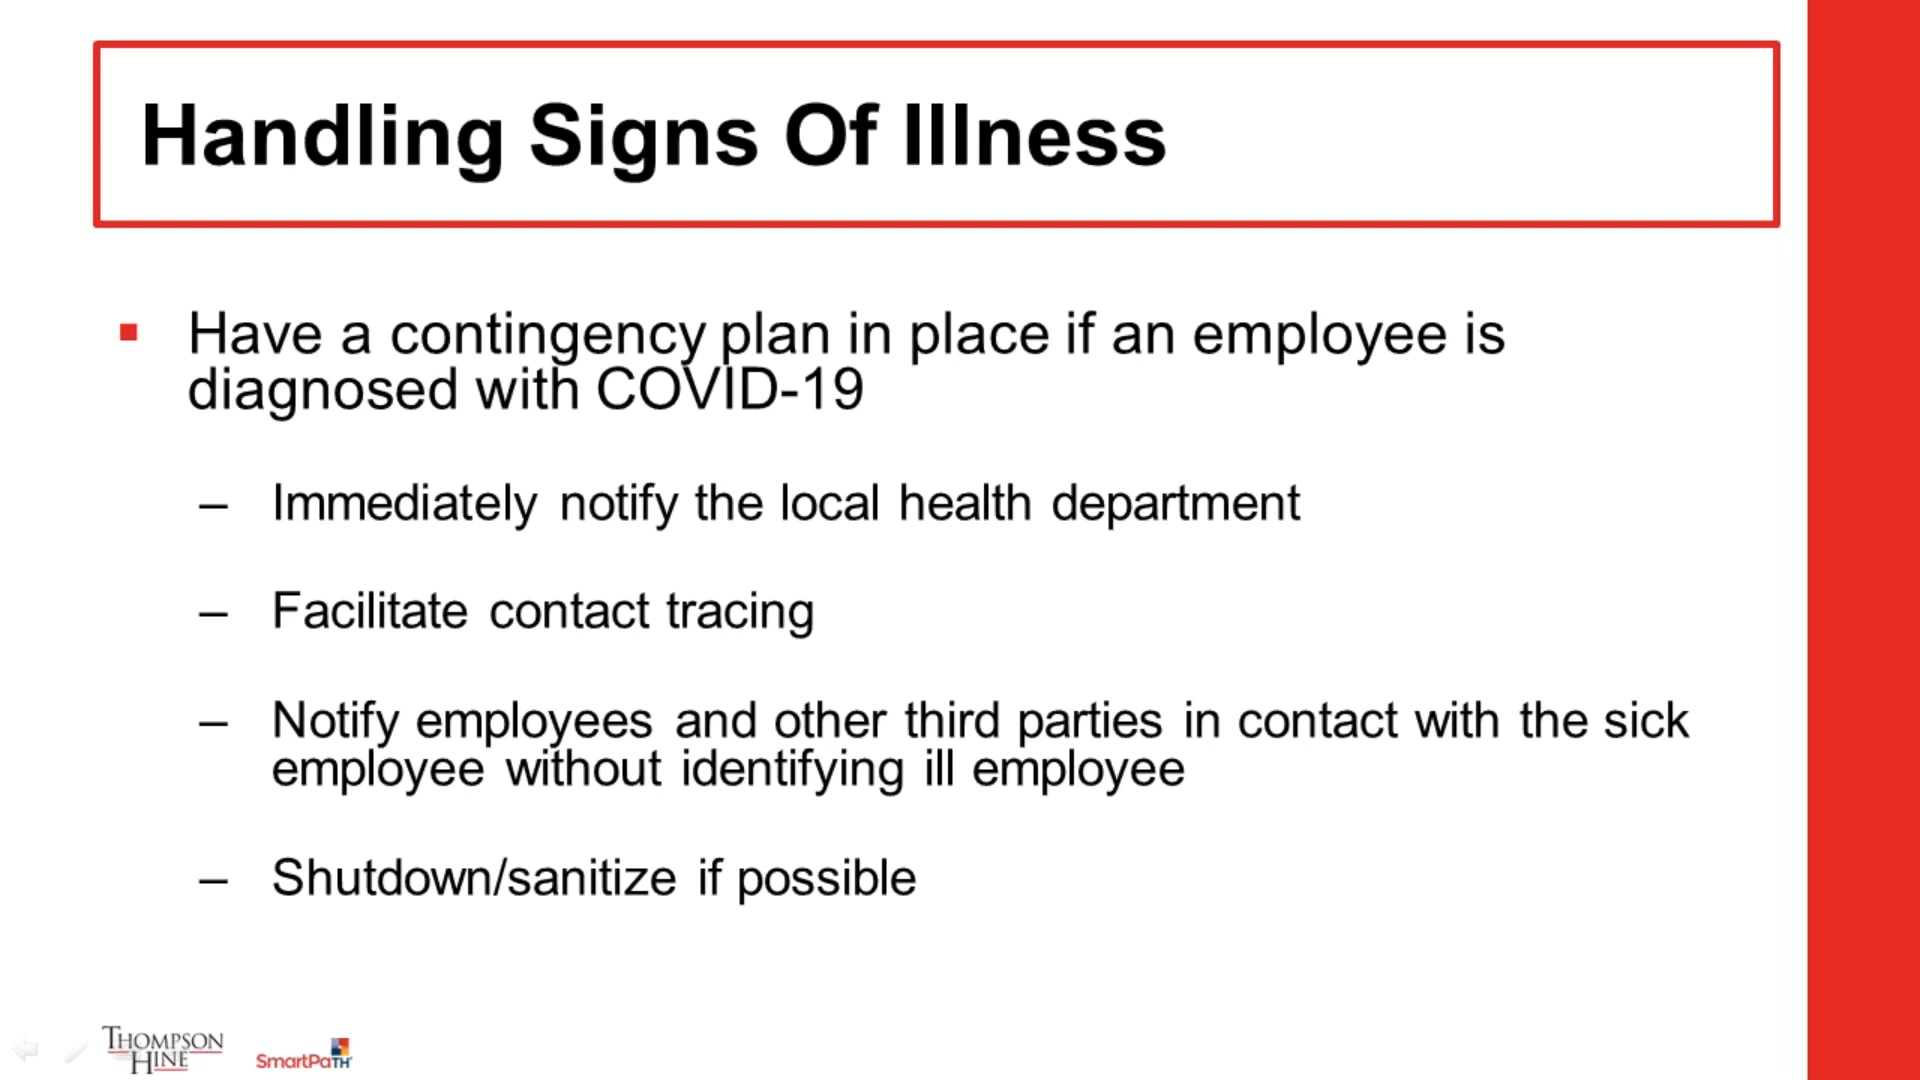 Handling Signs Of Illness
▪ Have a contingency plan in place if an employee is
diagnosed with COVID-19
– Immediately notify the local health department
– Facilitate contact tracing
– Notify employees and other third parties in contact with the sick
employee without identifying ill employee
– Shutdown/sanitize if possible
THOMPSON
HINE
SmartPaTH